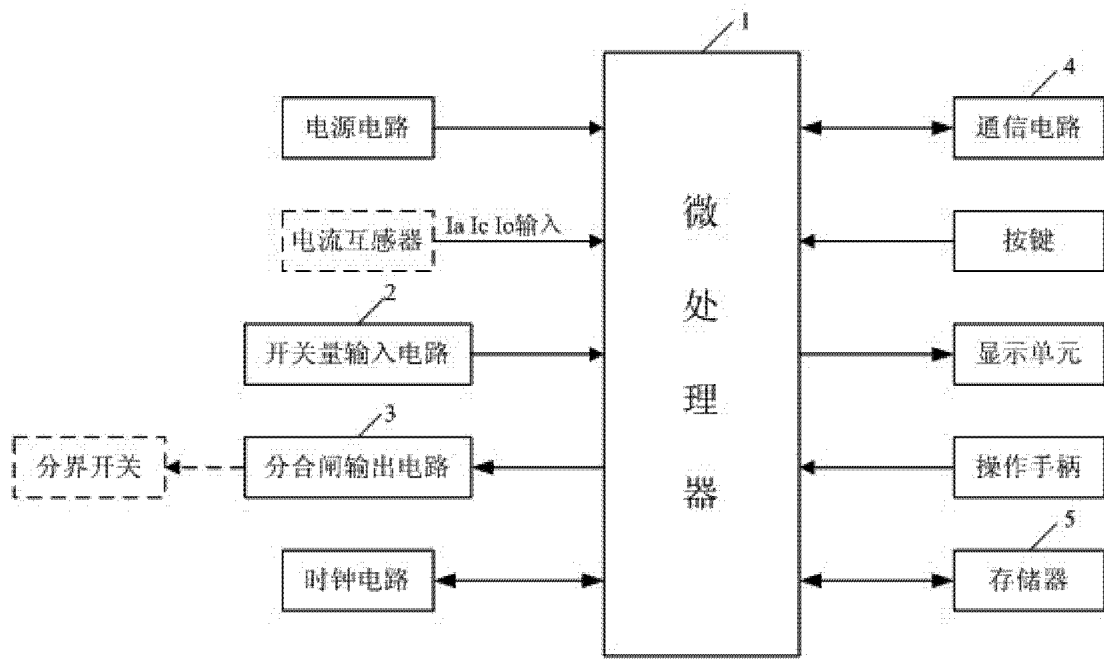 1
电源电路
4
通信电路
电流互感器
Ia Ic Io输入
按键
2
开关量输入电路
显示单元
3
分界开关
分合闸输出电路
操作手柄
时钟电路
5
存储器
微处理器